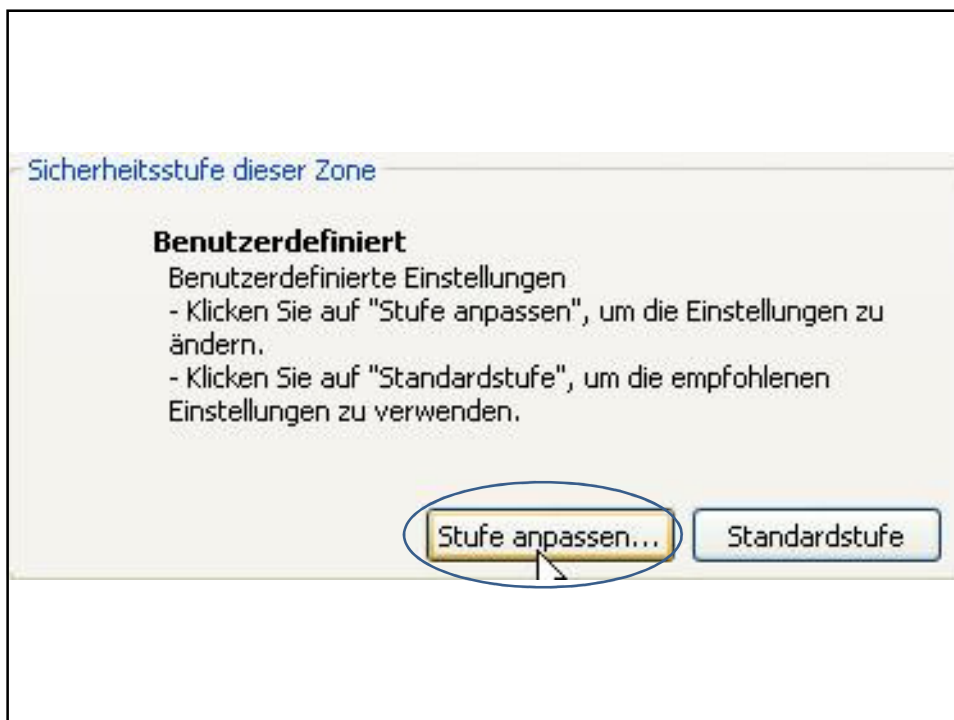 Sicherheitsstufe dieser Zone
Benutzerdefiniert
Benutzerdefinierte Einstellungen
- Klicken Sie auf "Stufe anpassen", um die Einstellungen zu
ändern.
- Klicken Sie auf "Standardstufe", um die empfohlenen
Einstellungen zu verwenden.
Stufe anpassen... Standardstufe